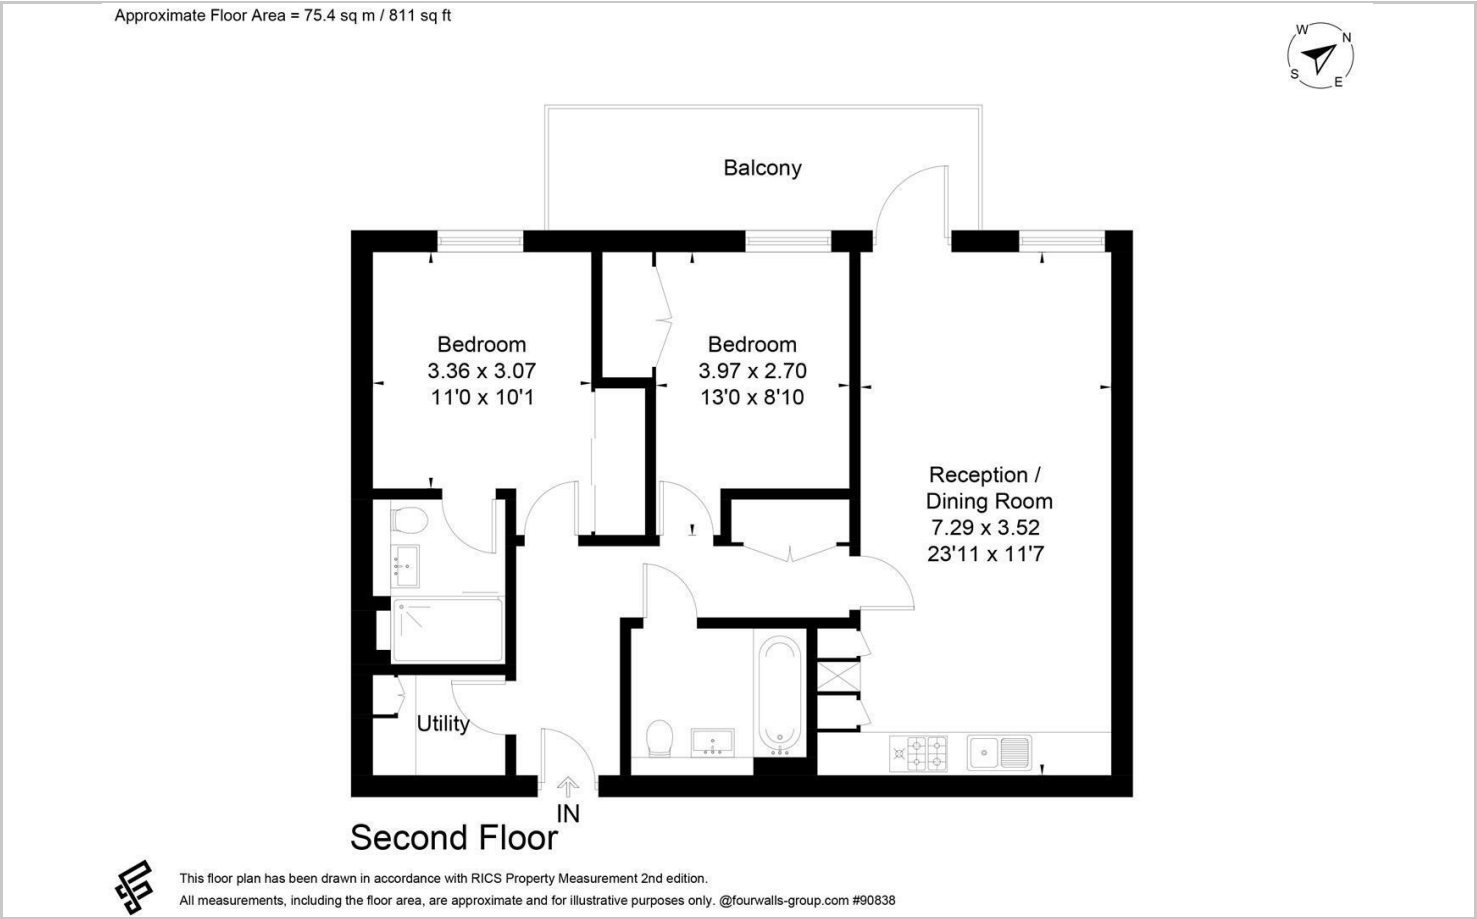 Approximate Floor Area = 75.4 sq m / 811 sq ft
W
N
S
E
Balcony
Bedroom
3.36 x 3.07
11'0 x 10'1
Bedroom
3.97 x 2.70
13'0 x 8'10
Reception /
Dining Room
7.29 x 3.52
23'11 x 11'7
Utility
IN
Second Floor
This floor plan has been drawn in accordance with RICS Property Measurement 2nd edition.
All measurements, including the floor area, are approximate and for illustrative purposes only. @fourwalls-group.com #90838